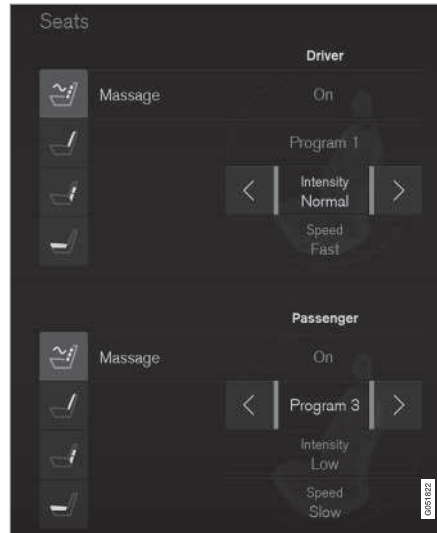 Seats
Driver
Massage On
Program 1
Intensity
Normal
Speed
Fast
Passenger
Massage On
Program 3
Intensity
Low
Speed
Slow
G051822